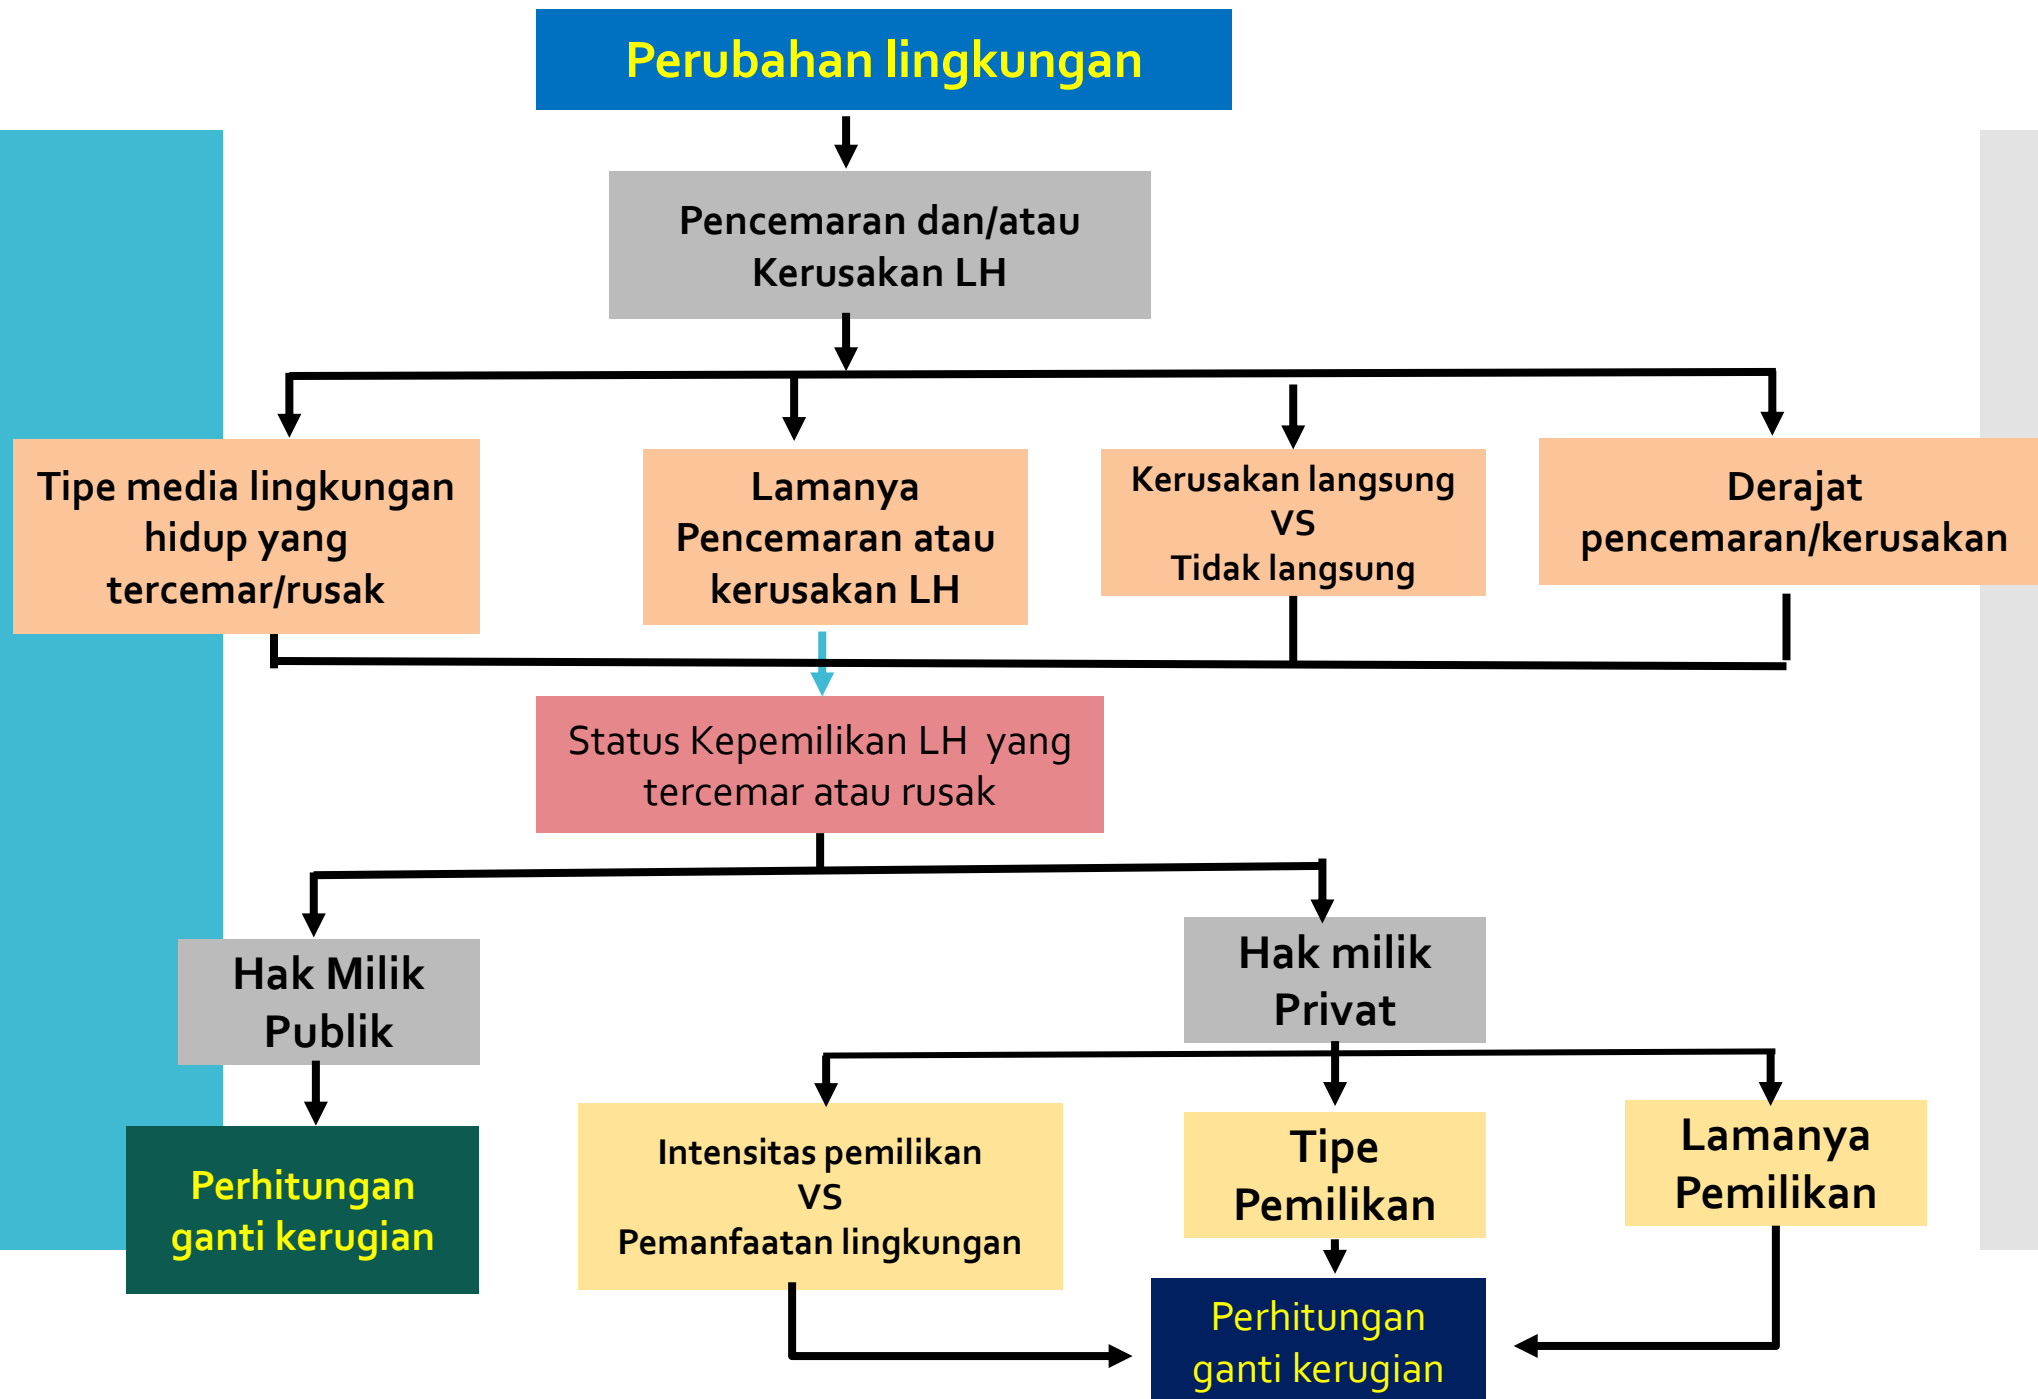 Perubahan lingkungan
Pencemaran dan/atau
Kerusakan LH
Tipe media lingkungan
hidup yang
tercemar/rusak
Lamanya
Pencemaran atau
kerusakan LH
Kerusakan langsung
VS
Tidak langsung
Derajat
pencemaran/kerusakan
Status Kepemilikan LH yang
tercemar atau rusak
Hak Milik
Publik
Hak milik
Privat
Perhitungan
ganti kerugian
Intensitas pemilikan
VS
Pemanfaatan lingkungan
Tipe
Pemilikan
Lamanya
Pemilikan
Perhitungan
ganti kerugian